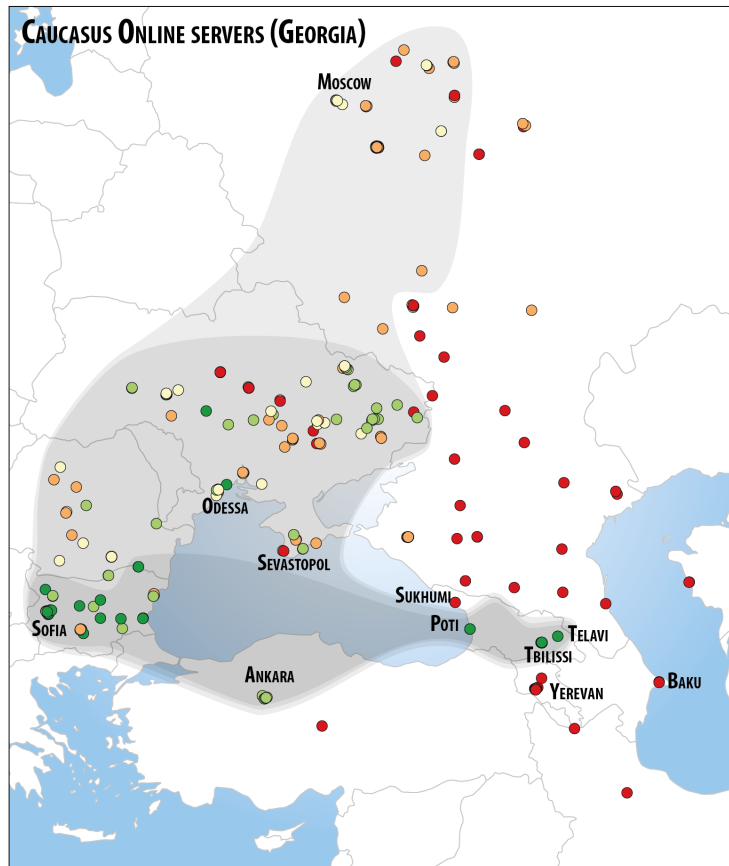 Caucasus Online servers (Georgia)
Moscow
Odessa
Sevastopol
Sukhumi
Poti
Telavi
Sofia
Tbilissi
Ankara
Baku
Yerevan